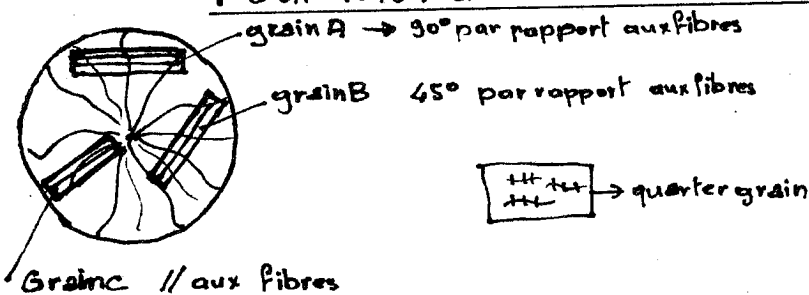 grain A → 90° par rapport aux fibres
grain B 45° par rapport aux fibres
quarter grain
Grain c // aux fibres